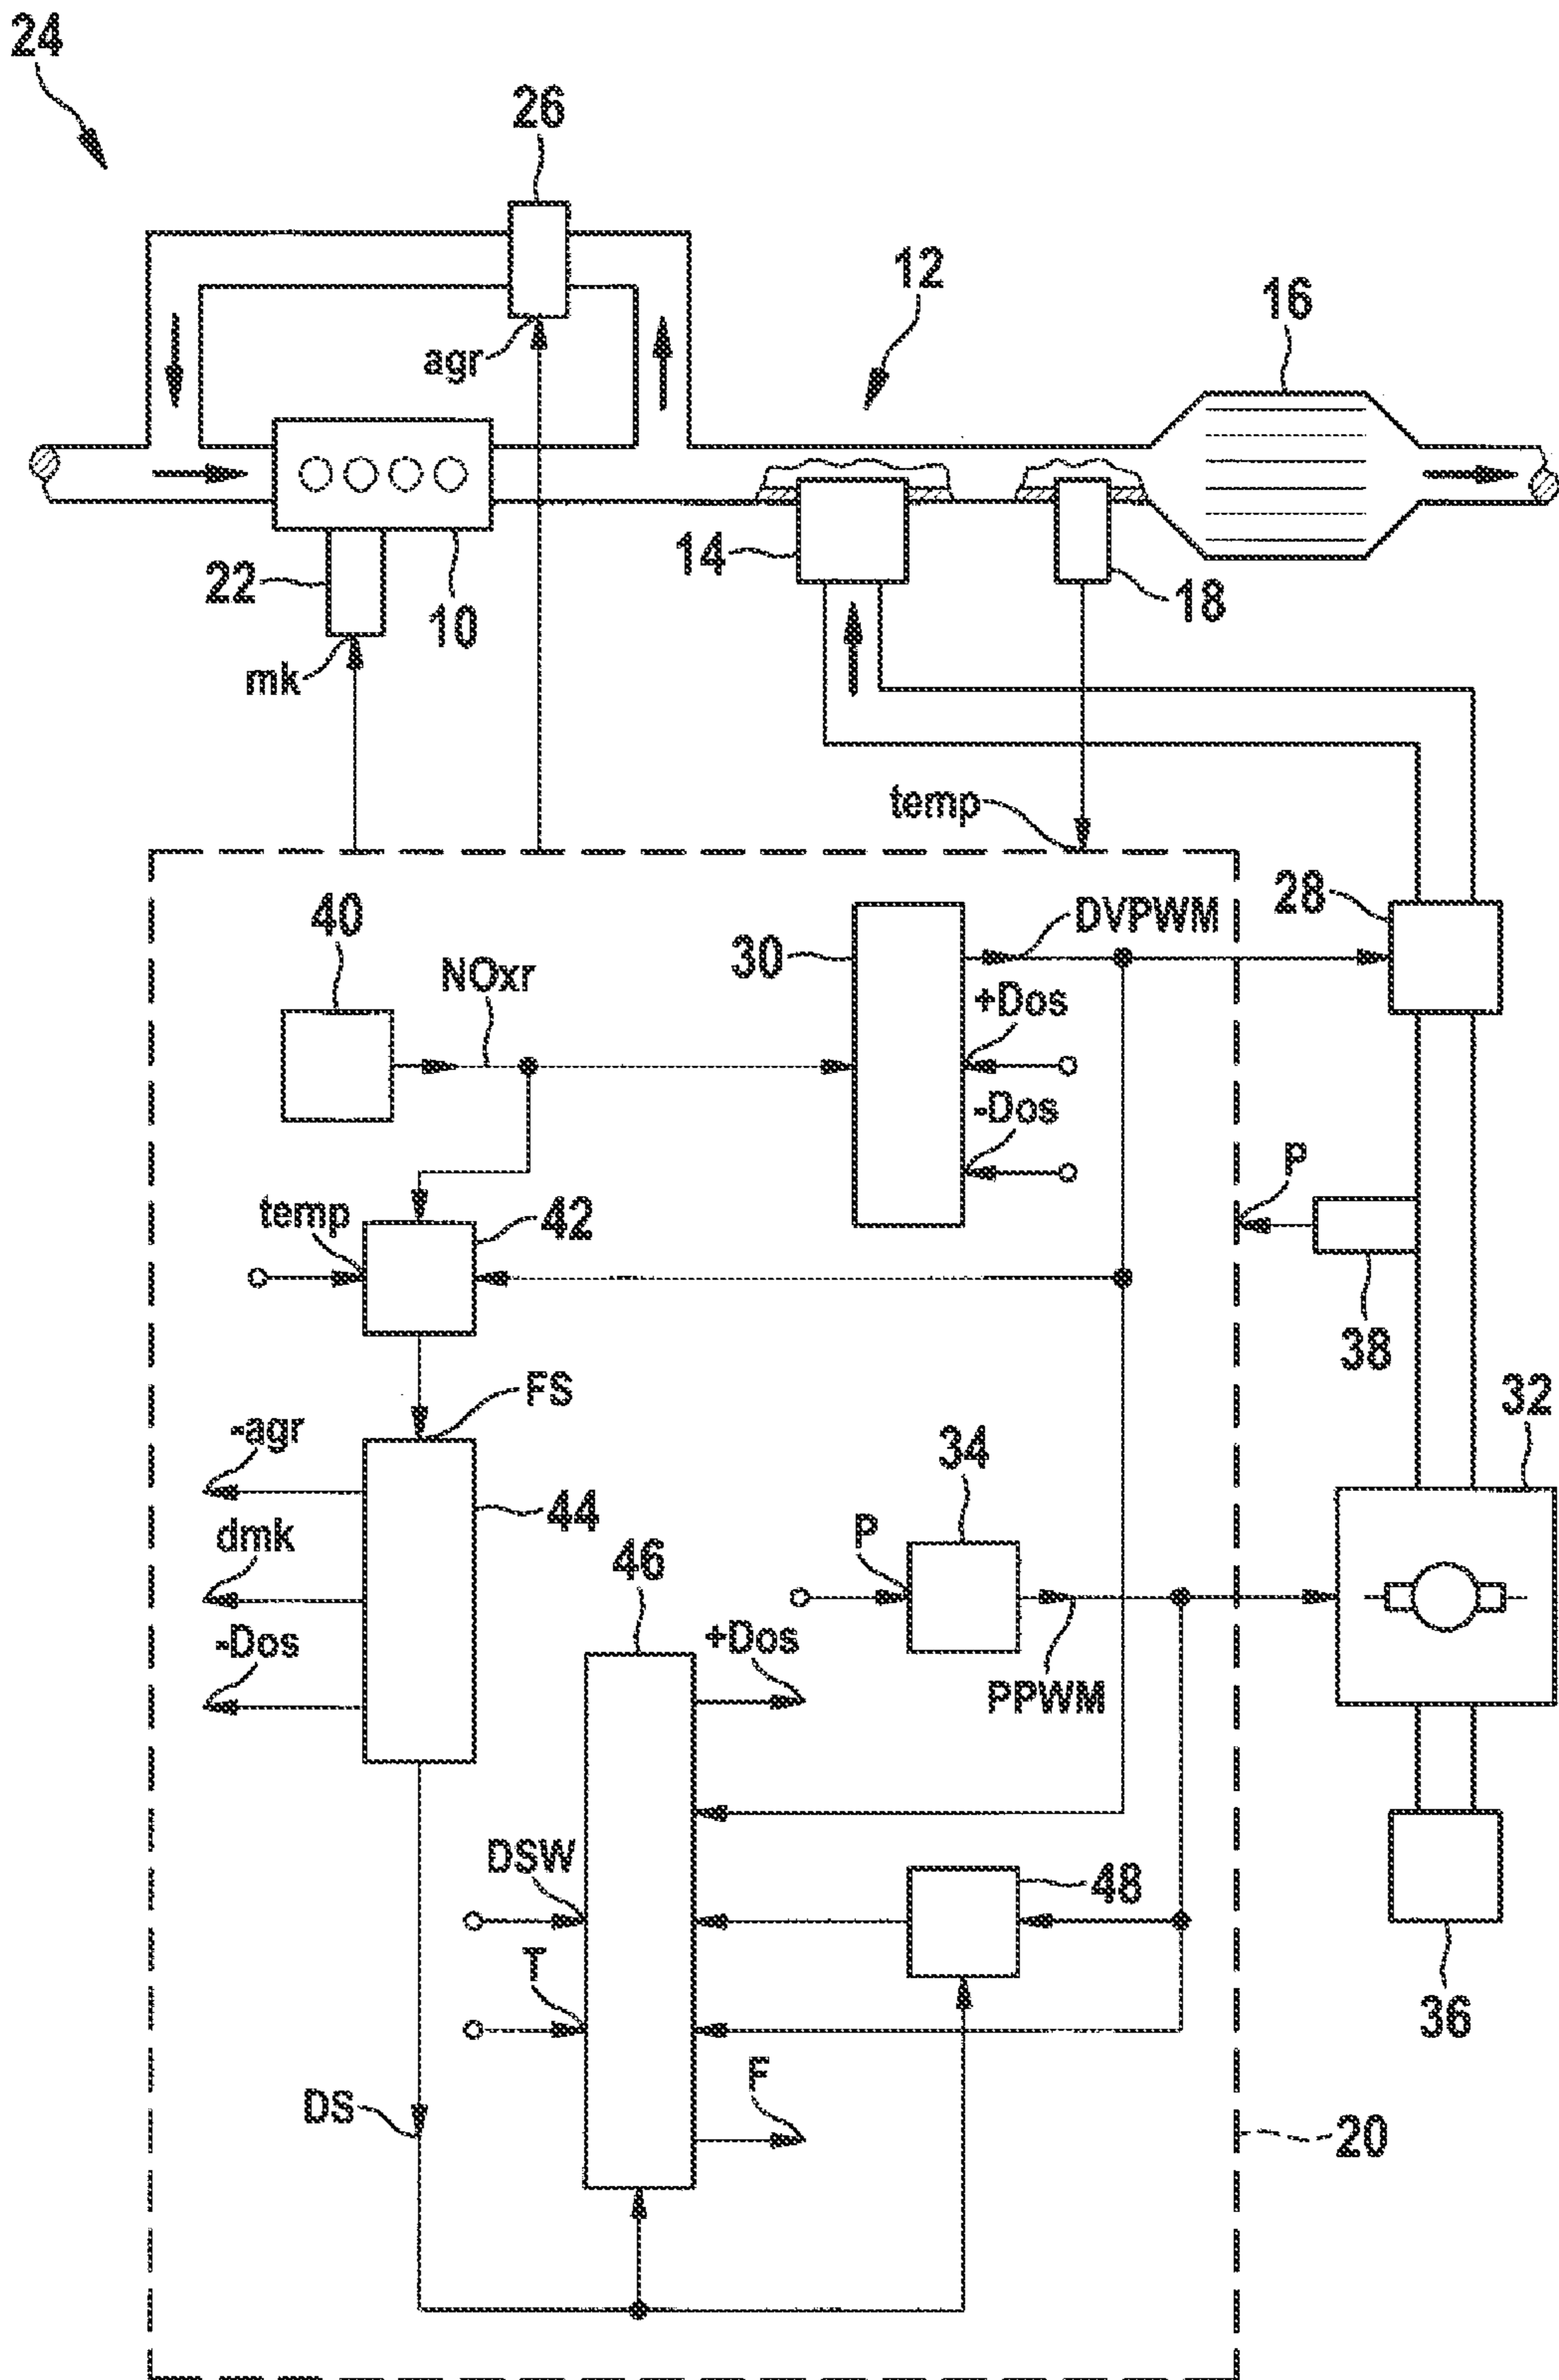 24
26
12
16
agr
14
18
22
10
mk
temp
28
40
30
DVPWM
NOxr
+Dos
-Dos
P
temp
42
38
FS
32
-agr
34
44
P
dmk
46
+Dos
-Dos
PPWM
DSW
48
T
36
F
DS
20